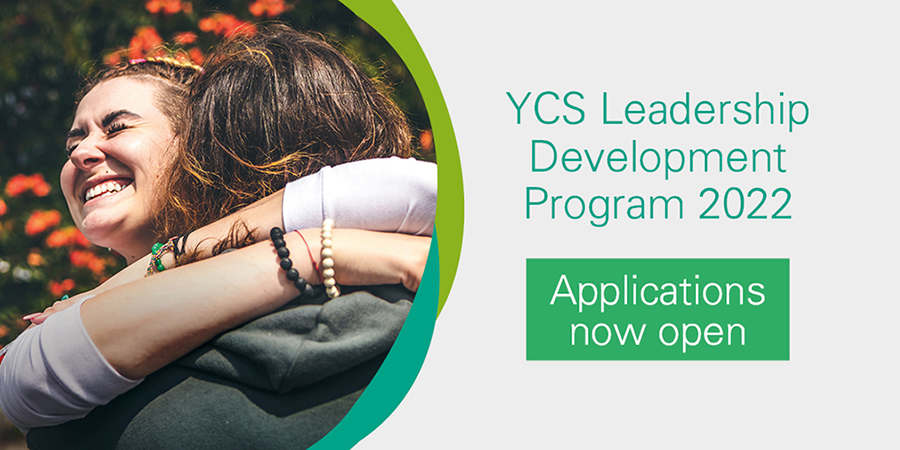 YCS Leadership
Development
Program 2022
Applications
now open